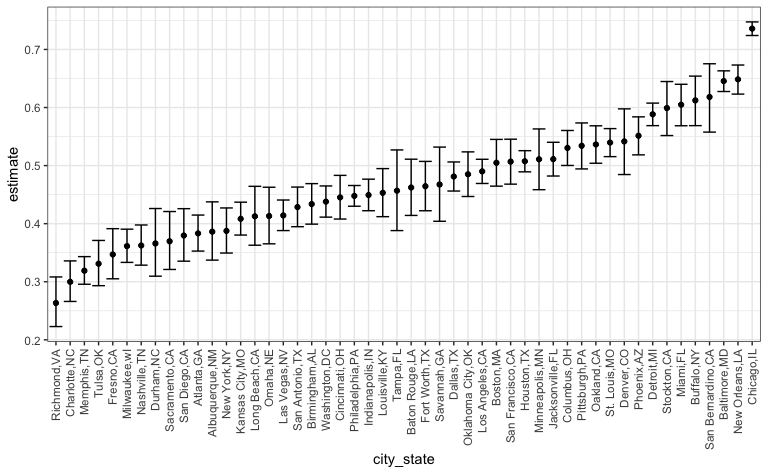 0.7
0.6
0.5
0.4
0.3
0.2
estimate
Richmond,VA
Charlotte,NC
Memphis,TN
Tulsa,OK
Fresno,CA
Milwaukee,wI
Nashville,TN
Durham,NC
Sacramento,CA
San Diego,CA
Atlanta,GA
Albuquerque,NM
New York,NY
Kansas City,MO
Long Beach,CA
Omaha,NE
Las Vegas,NV
San Antonio,TX
Birmingham,AL
Washington,DC
Cincinnati,OH
Philadelphia,PA
Indianapolis,IN
Louisville,KY
Tampa,FL
Baton Rouge,LA
Fort Worth,TX
Savannah,GA
Dallas,TX
Oklahoma City,OK
Los Angeles,CA
Boston,MA
San Francisco,CA
Houston,TX
Minneapolis,MN
Jacksonville,FL
Columbus,OH
Pittsburgh,PA
Oakland,CA
St. Louis,MO
Denver,CO
Phoenix,AZ
Detroit,MI
Stockton,CA
Miami,FL
Buffalo,NY
San Bernardino,CA
Baltimore,MD
New Orleans,LA
Chicago,IL
city_state